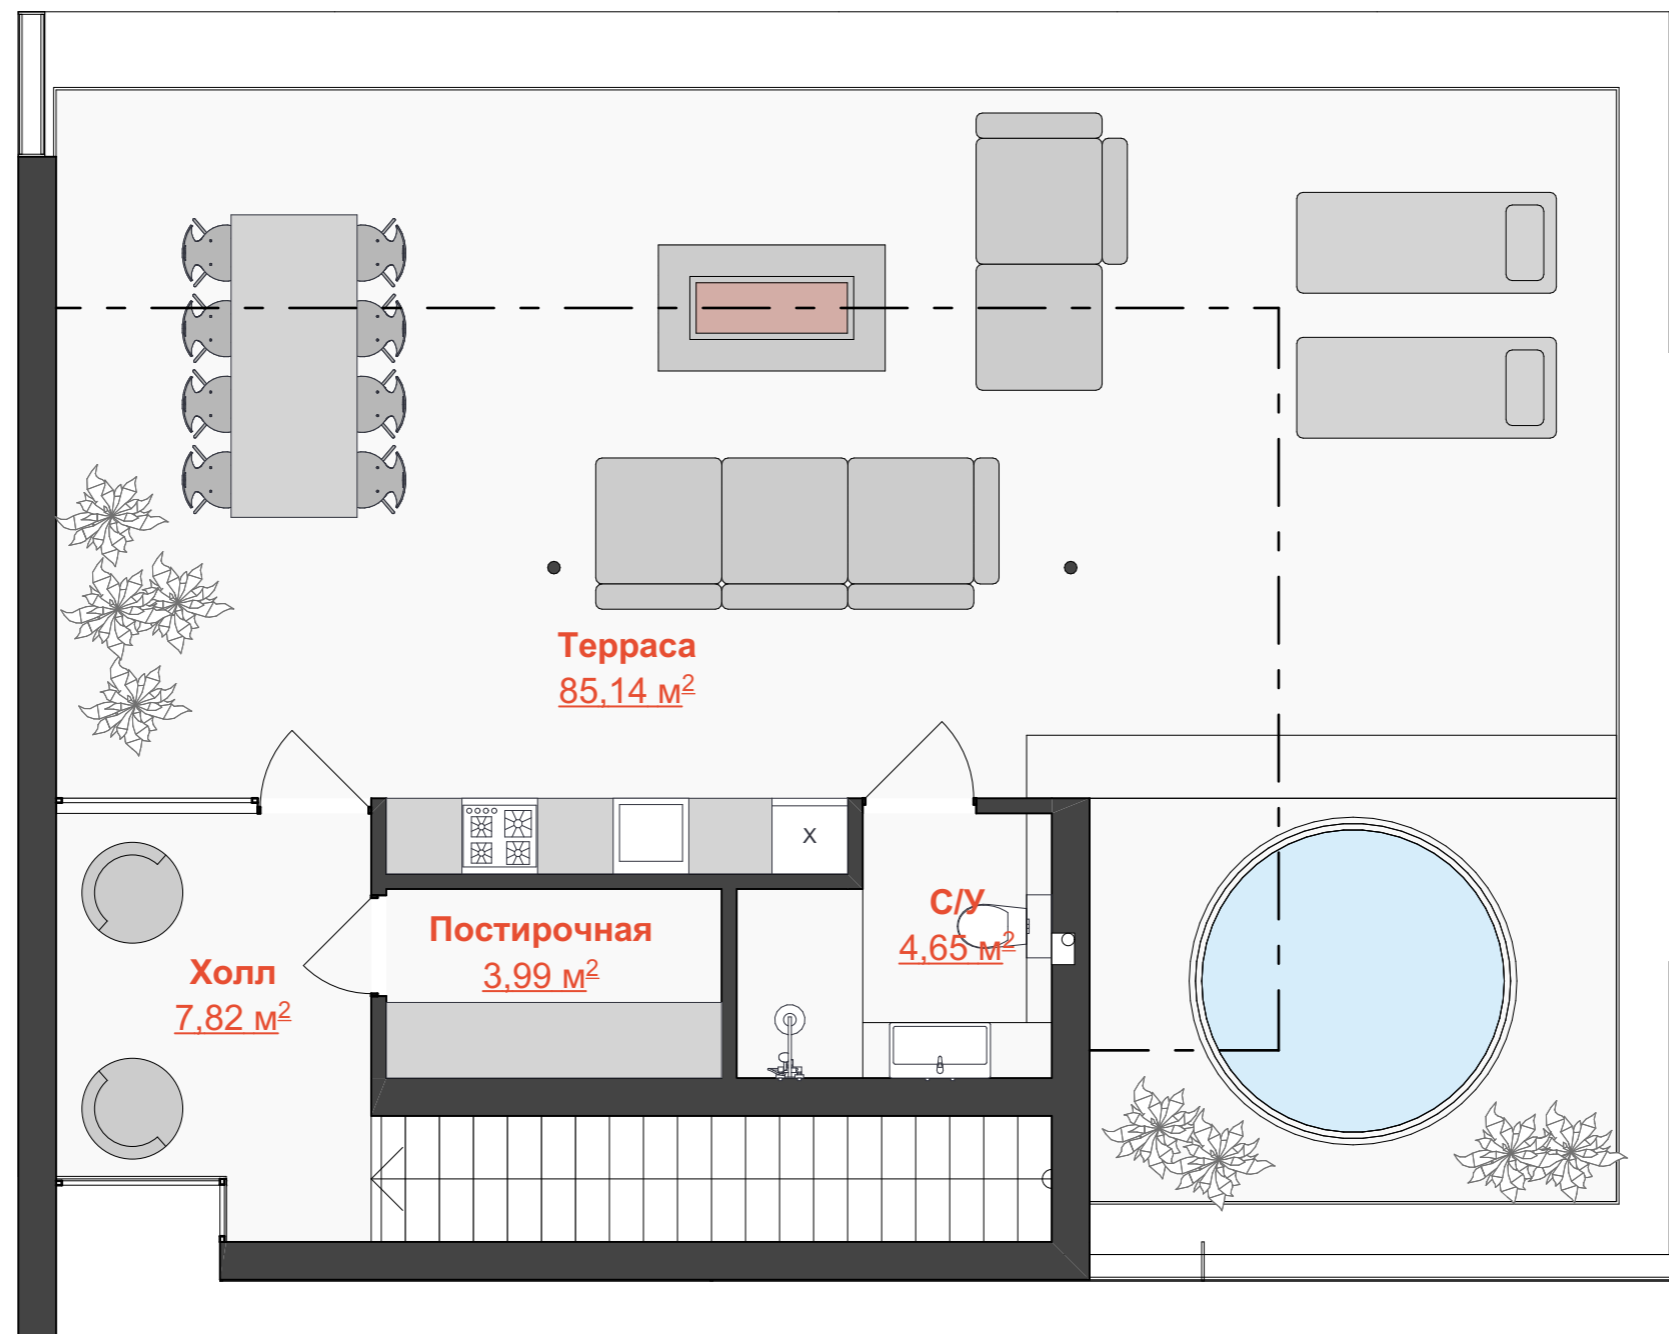 Терраса
85,14 м²
x
Постирочная
3,99 м²
С/У
4,65 м²
Холл
7,82 м²